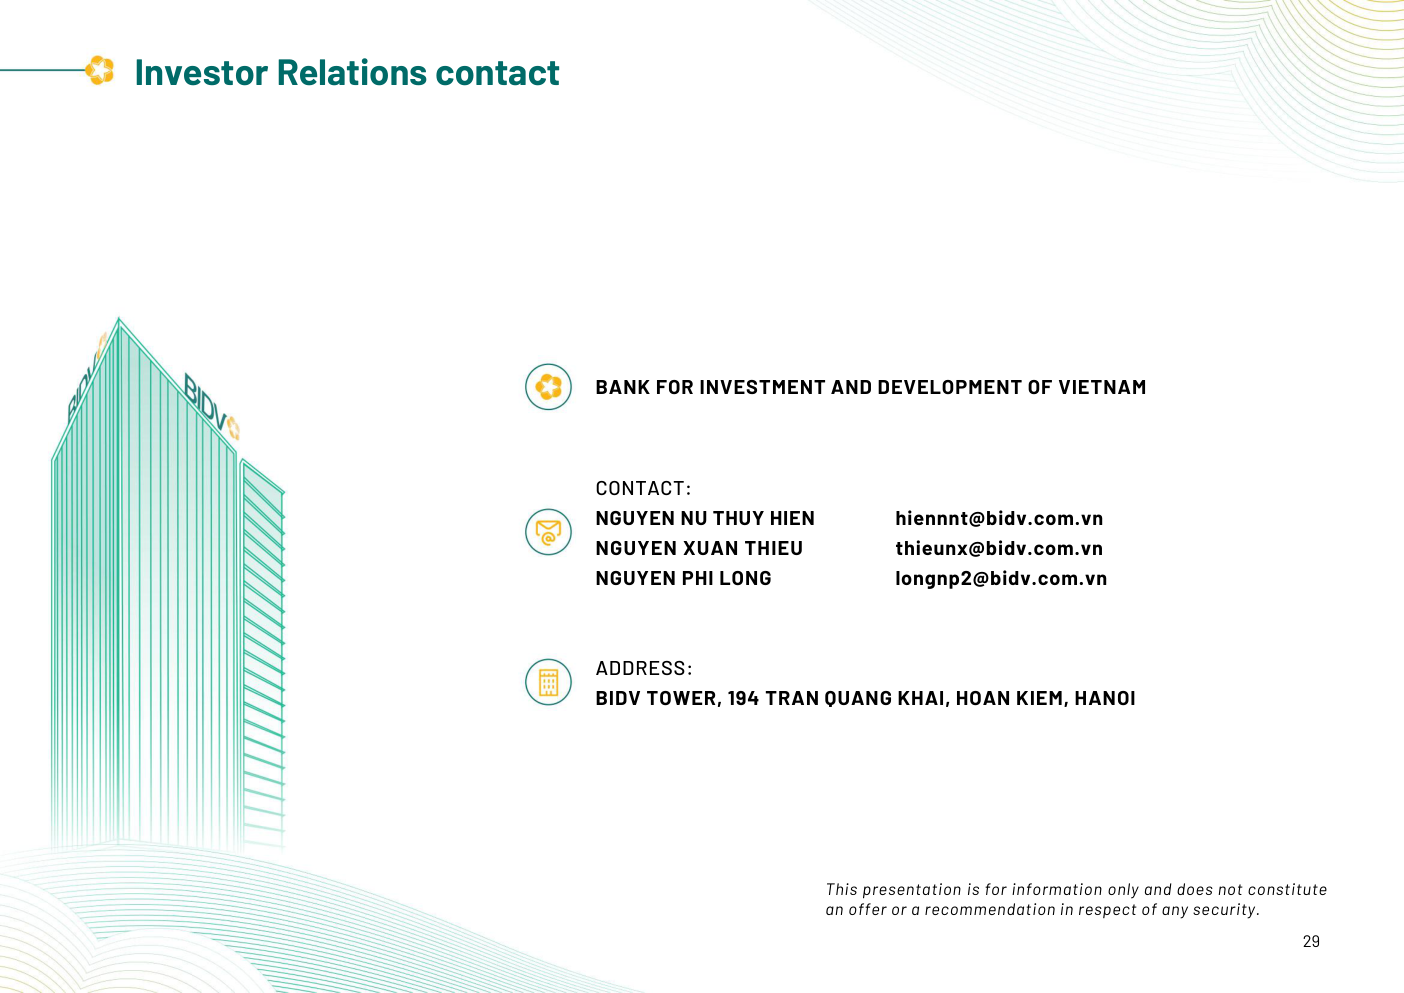 Investor Relations contact
BIDV
BIDV
BANK FOR INVESTMENT AND DEVELOPMENT OF VIETNAM
CONTACT:
NGUYEN NU THUY HIEN hiennnt@bidv.com.vn
NGUYEN XUAN THIEU thieunx@bidv.com.vn
NGUYEN PHI LONG longnp2@bidv.com.vn
ADDRESS:
BIDV TOWER, 194 TRAN QUANG KHAI, HOAN KIEM, HANOI
This presentation is for information only and does not constitute
an offer or a recommendation in respect of any security.
29